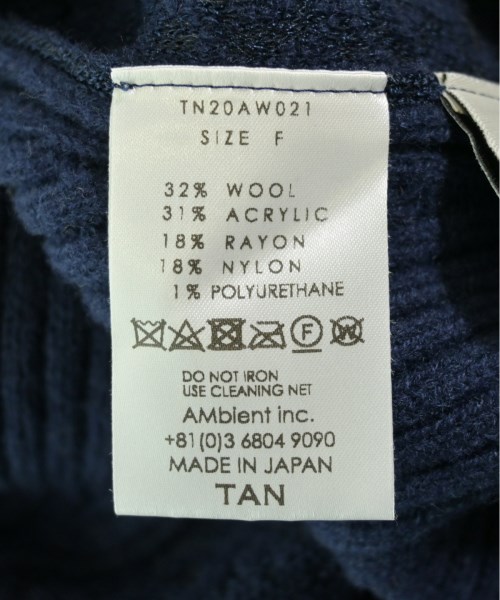 TN20AW021
SIZE F
32% WOOL
31% ACRYLIC
18% RAYON
18% NYLON
1% POLYURETHANE
F W
DO NOT IRON
USE CLEANING NET
AMbient inc.
+81(0)3 6804 9090
MADE IN JAPAN
TAN